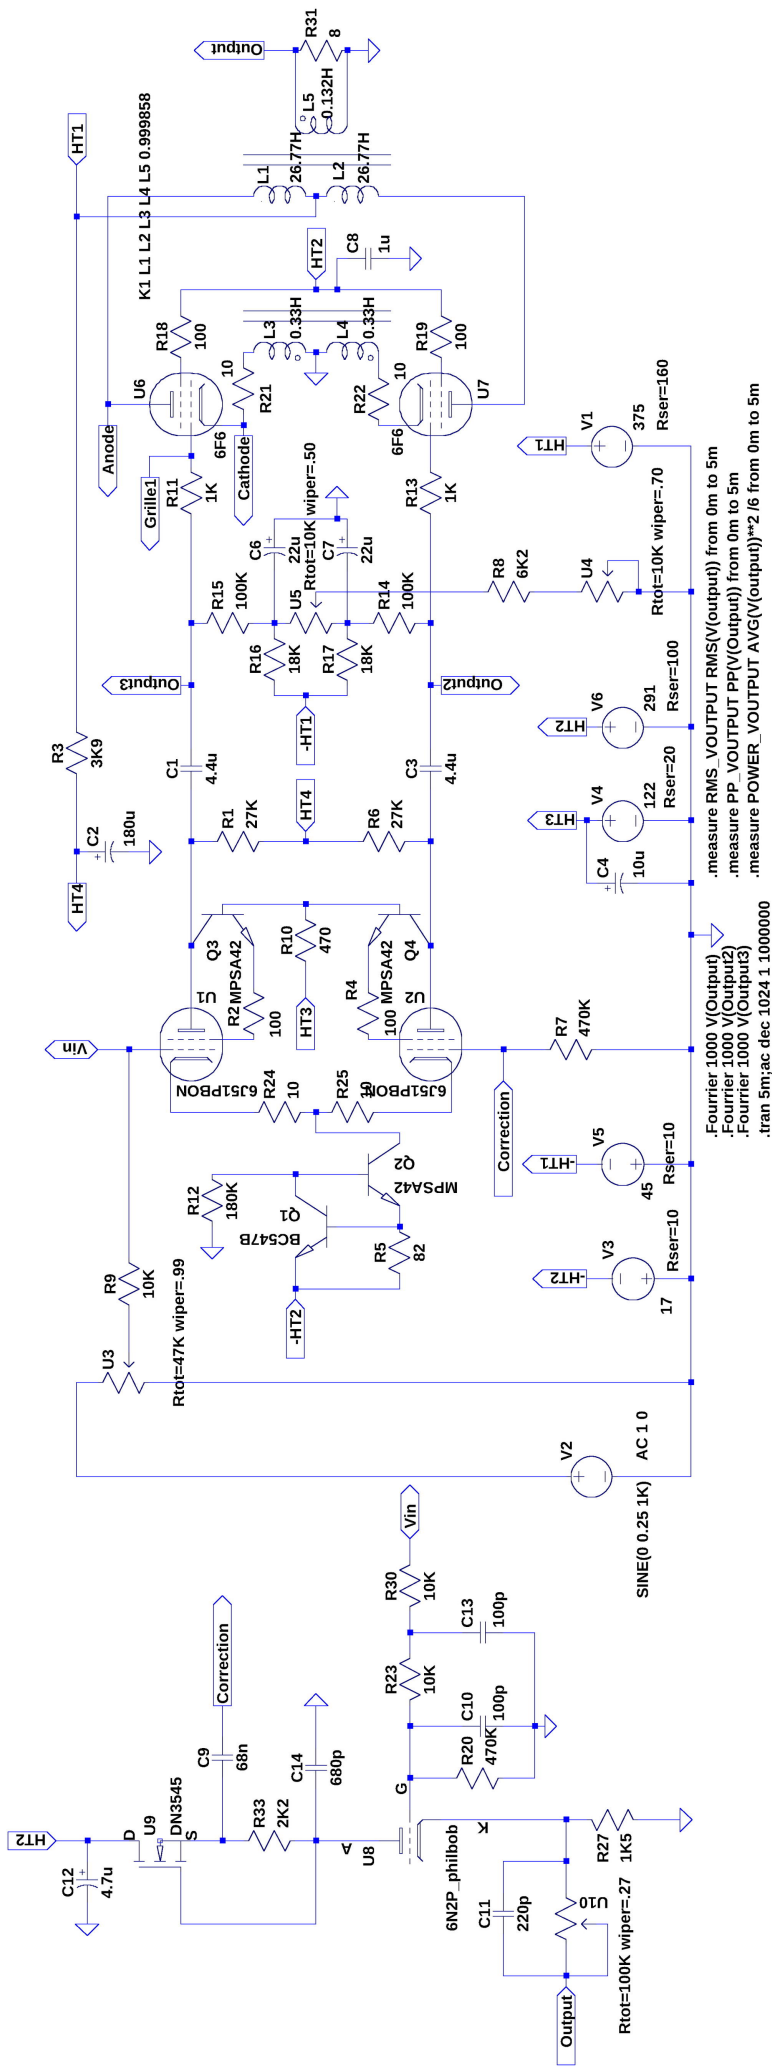 HT2
C12
4.7u
D
U9
DN3545
S
C9
68n
Correction
R33
2K2
C14
680p
A
U8
6N2P_philbob
G
K
R20
470K
C10
100p
R23
10K
C13
100p
R30
10K
Vin
C11
220p
U10
Rtot=100K wiper=.27
Output
R27
1K5
V2
SINE(0 0.25 1K)
AC 1 0
U3
Rtot=47K wiper=.99
R9
10K
Vin
R12
180K
Q1
BC547B
Q2
MPSA42
R5
82
-HT2
R24
10
R25
10
U1
6J51PBON
U2
6J51PBON
R2
100
R4
100
Q3
MPSA42
Q4
MPSA42
R10
470
HT3
Correction
R7
470K
-HT2
V3
17
Rser=10
-HT1
V5
45
Rser=10
HT4
C2
180u
R3
3K9
HT1
R1
27K
R6
27K
HT4
C1
4.4u
C3
4.4u
Output3
Output2
-HT1
R16
18K
R17
18K
R15
100K
R14
100K
U5
Rtot=10K wiper=.50
C6
22u
C7
22u
R8
6K2
U4
Rtot=10K wiper=.70
R11
1K
R13
1K
Grille1
Cathode
Anode
U6
6F6
U7
6F6
R21
10
R22
10
R18
100
R19
100
L3
0.33H
L4
0.33H
HT2
C8
1u
K1 L1 L2 L3 L4 L5 0.999858
L1
26.77H
L2
26.77H
L5
0.132H
R31
8
Output
HT3
C4
10u
V4
122
Rser=20
HT2
V6
291
Rser=100
HT1
V1
375
Rser=160
.Fourrier 1000 V(Output)
.Fourrier 1000 V(Output2)
.Fourrier 1000 V(Output3)
.tran 5m;ac dec 1024 1 1000000
.measure RMS_VOUTPUT RMS(V(output)) from 0m to 5m
.measure PP_VOUTPUT PP(V(Output)) from 0m to 5m
.measure POWER_VOUTPUT AVG(V(output))**2 /6 from 0m to 5m